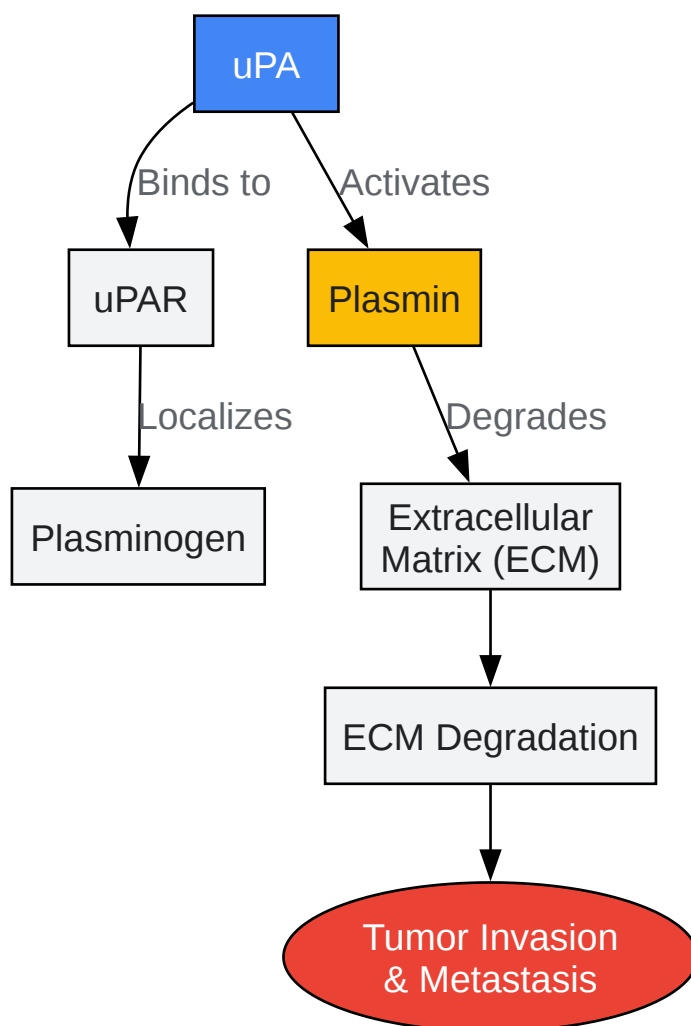 uPA
Binds to
Activates
uPAR
Plasmin
Localizes
Degrades
Plasminogen
Extracellular
Matrix (ECM)
ECM Degradation
Tumor Invasion
& Metastasis